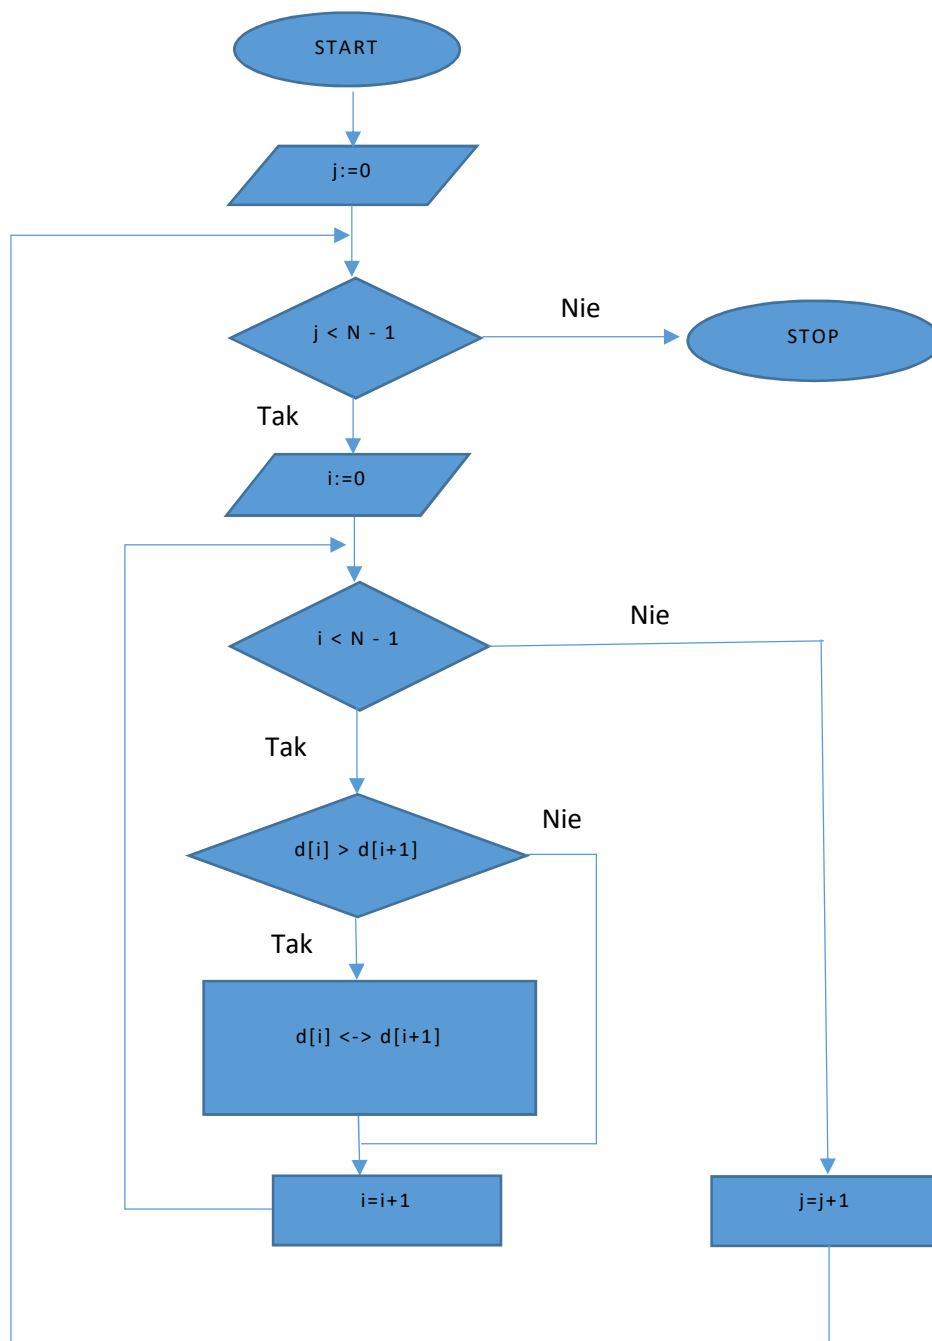 START
j:=0
j < N - 1
Nie
STOP
Tak
i:=0
i < N - 1
Nie
Tak
d[i] > d[i+1]
Nie
Tak
d[i] <-> d[i+1]
i=i+1
j=j+1